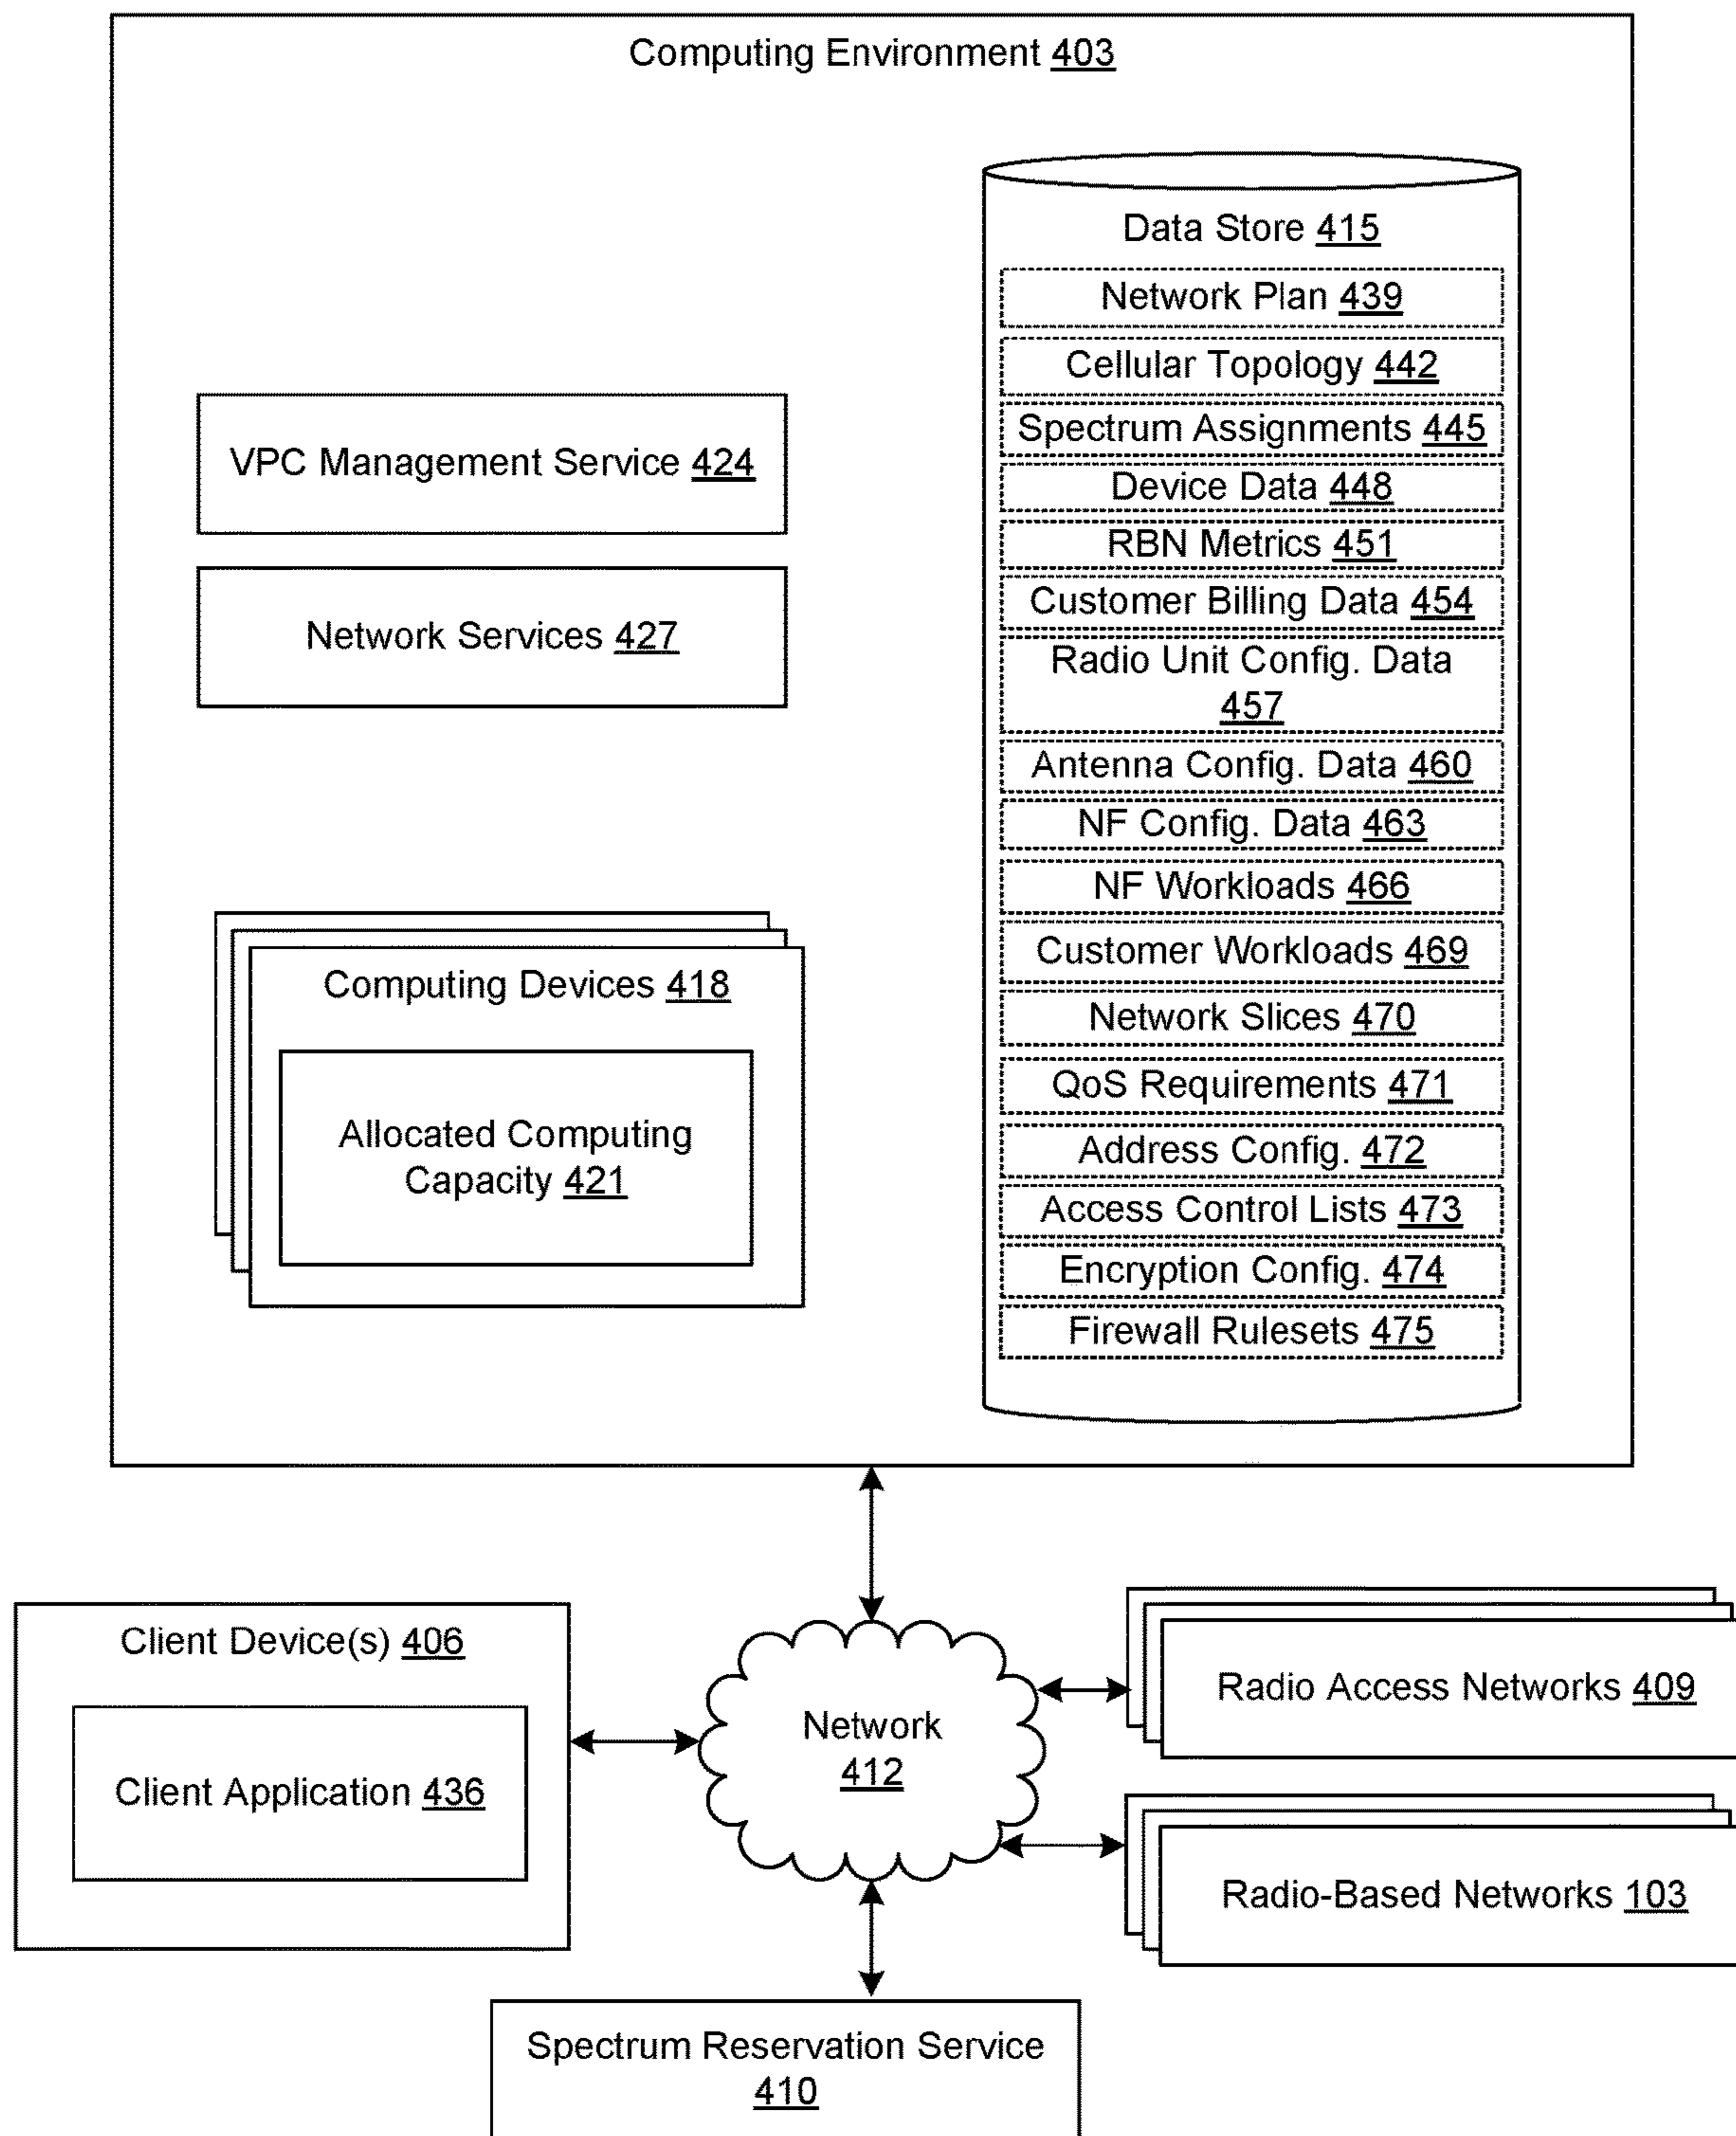 Computing Environment 403
Data Store 415
Network Plan 439
Cellular Topology 442
Spectrum Assignments 445
Device Data 448
RBN Metrics 451
Customer Billing Data 454
Radio Unit Config. Data
457
Antenna Config. Data 460
NF Config. Data 463
NF Workloads 466
Customer Workloads 469
Network Slices 470
QoS Requirements 471
Address Config. 472
Access Control Lists 473
Encryption Config. 474
Firewall Rulesets 475
VPC Management Service 424
Network Services 427
Computing Devices 418
Allocated Computing
Capacity 421
Client Device(s) 406
Client Application 436
Network
412
Radio Access Networks 409
Radio-Based Networks 103
Spectrum Reservation Service
410